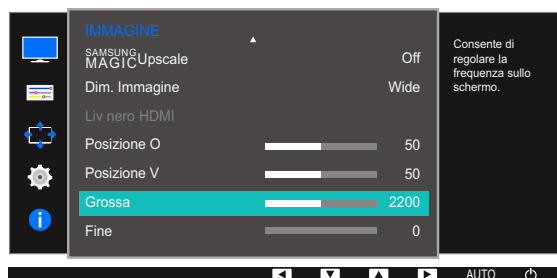 IMMAGINE
SAMSUNG MAGIC Upscale Off
Dim. Immagine Wide
Liv nero HDMI
Posizione O 50
Posizione V 50
Grossa 2200
Fine 0
Consente di
regolare la
frequenza sullo
schermo.
AUTO